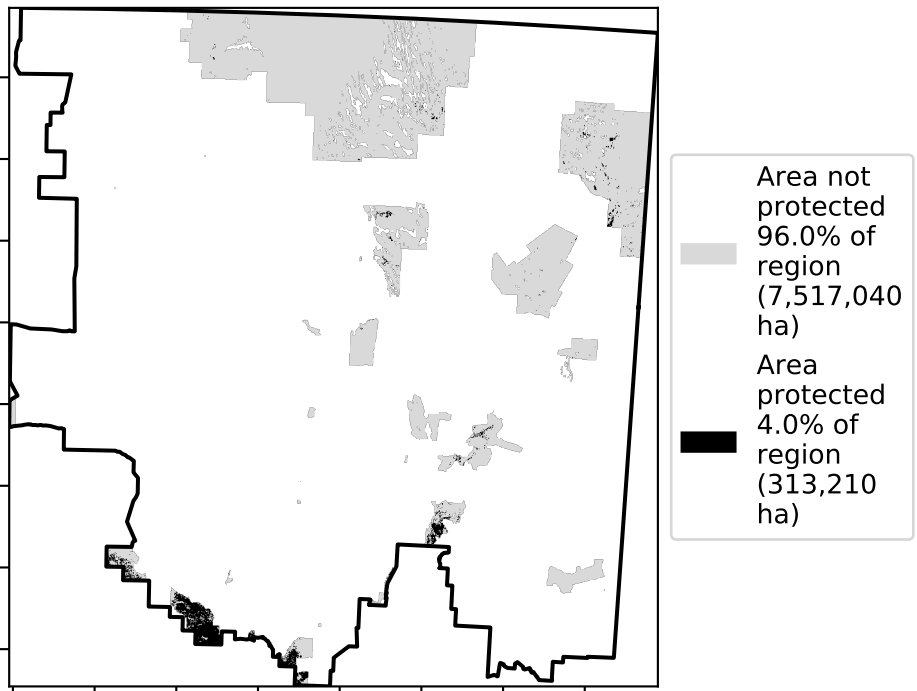 Area not
protected
96.0% of
region
(7,517,040
ha)
Area
protected
4.0% of
region
(313,210
ha)